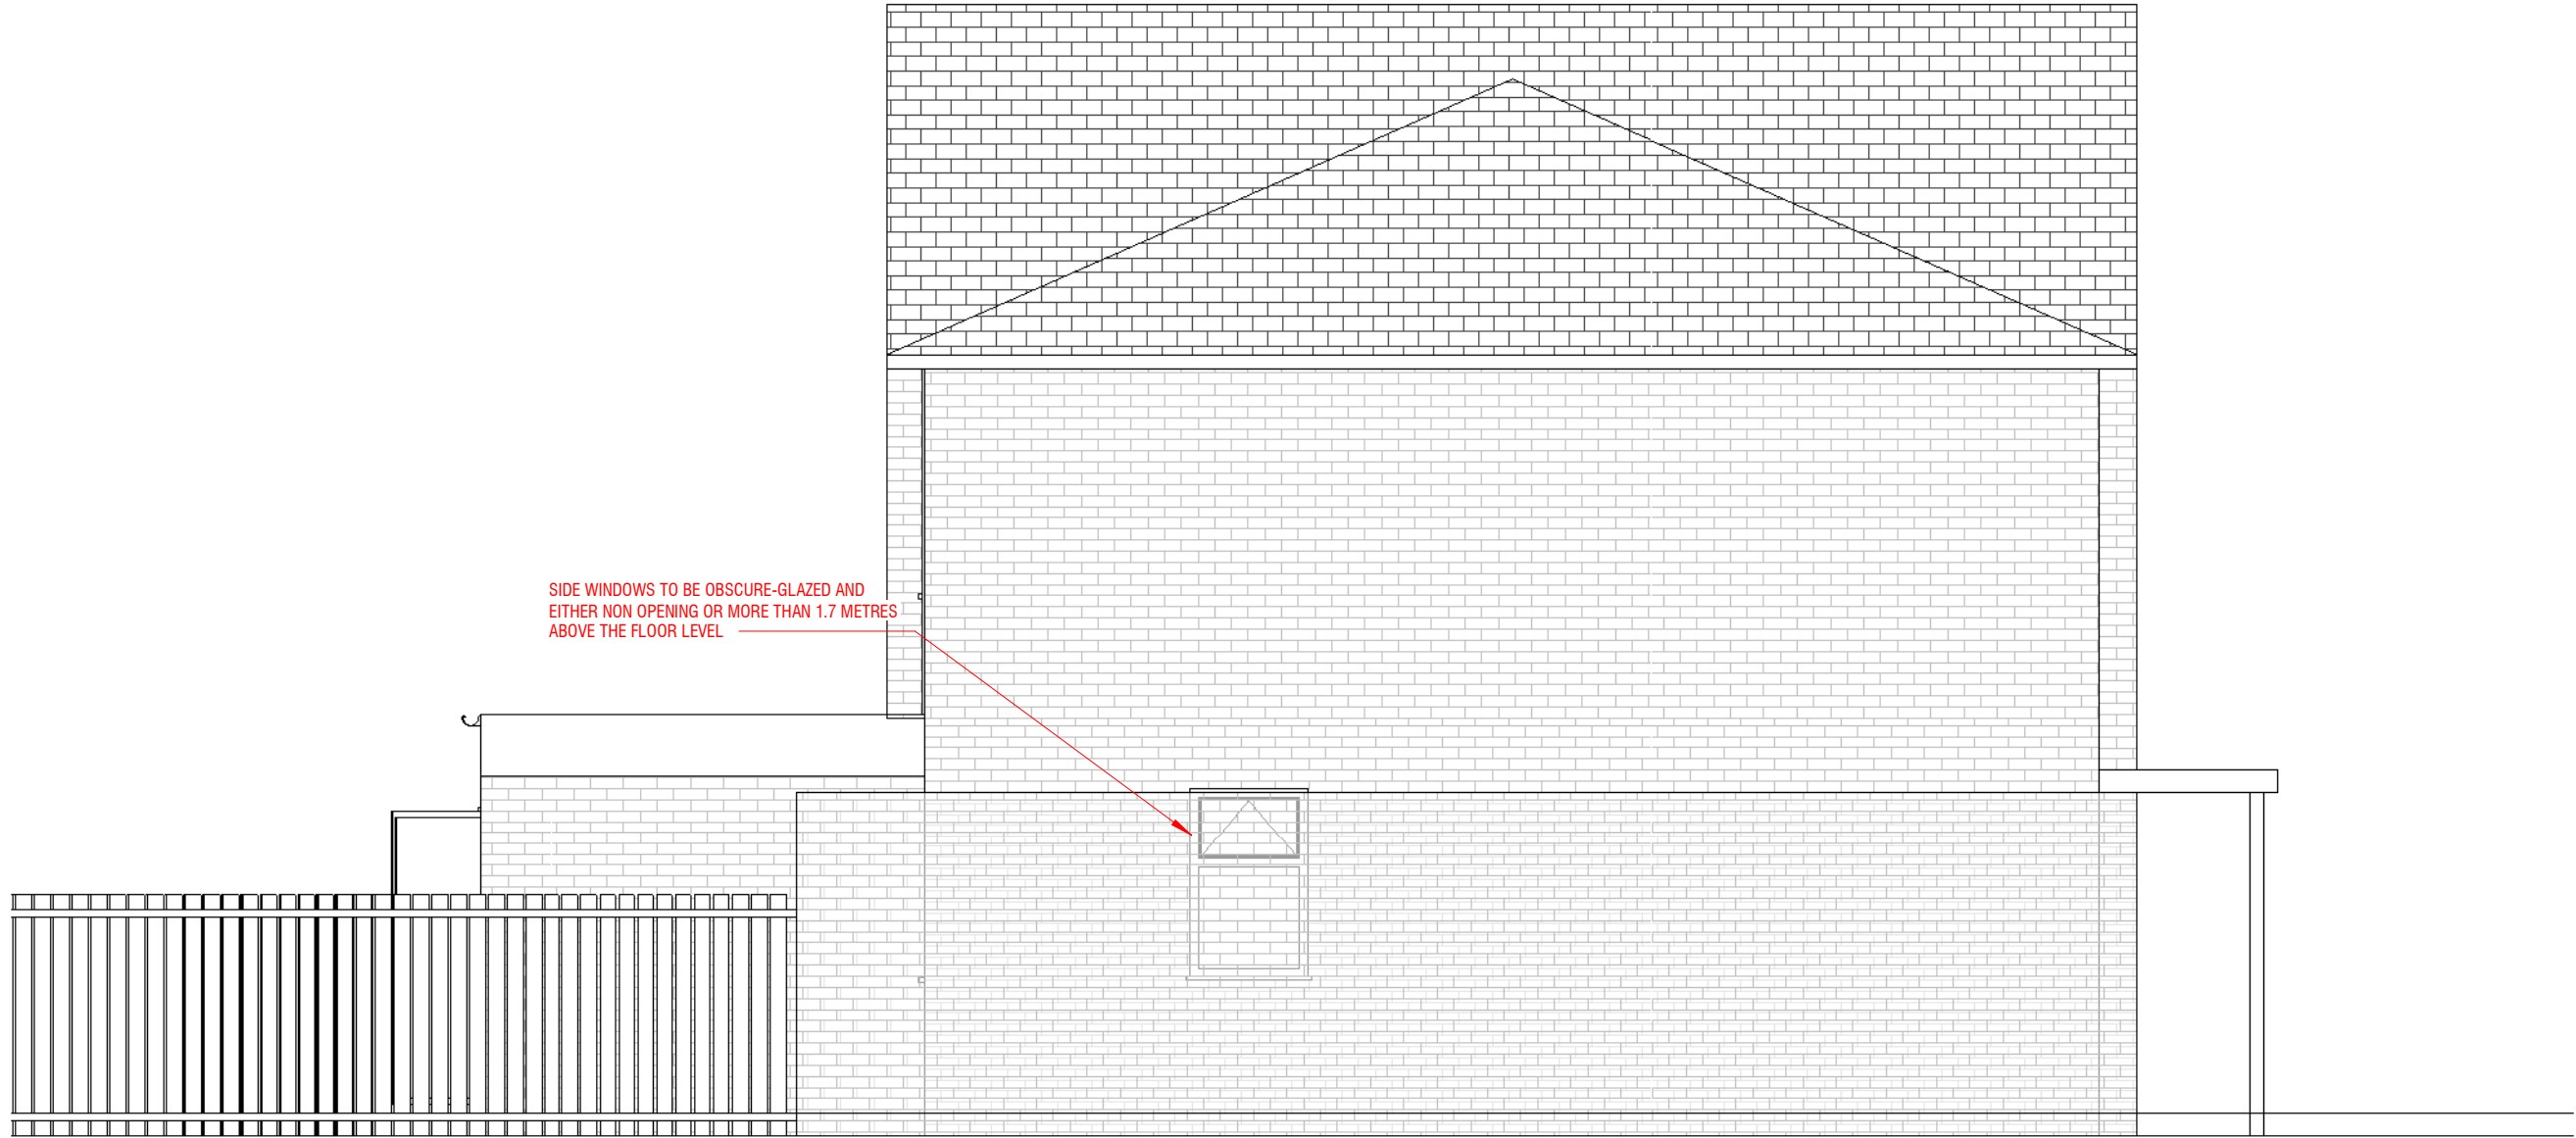 SIDE WINDOWS TO BE OBSCURE-GLAZED AND
EITHER NON OPENING OR MORE THAN 1.7 METRES
ABOVE THE FLOOR LEVEL